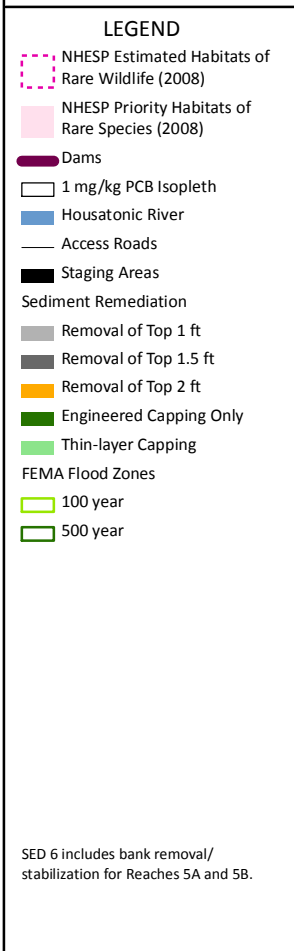 LEGEND
NHESP Estimated Habitats of
Rare Wildlife (2008)
NHESP Priority Habitats of
Rare Species (2008)
Dams
1 mg/kg PCB Isopleth
Housatonic River
Access Roads
Staging Areas
Sediment Remediation
Removal of Top 1 ft
Removal of Top 1.5 ft
Removal of Top 2 ft
Engineered Capping Only
Thin-layer Capping
FEMA Flood Zones
100 year
500 year
SED 6 includes bank removal/
stabilization for Reaches 5A and 5B.